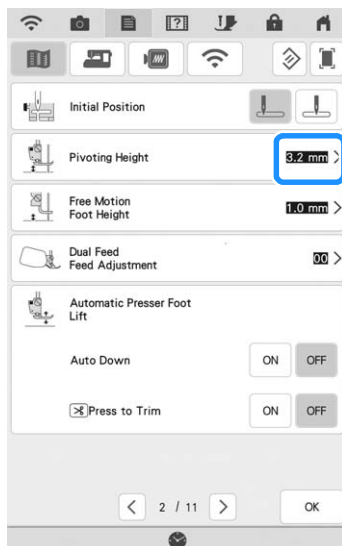 Initial Position
Pivoting Height
3.2 mm
Free Motion
Foot Height
1.0 mm
Dual Feed
Feed Adjustment
00
Automatic Presser Foot
Lift
Auto Down
ON OFF
Press to Trim
ON OFF
2 / 11
OK